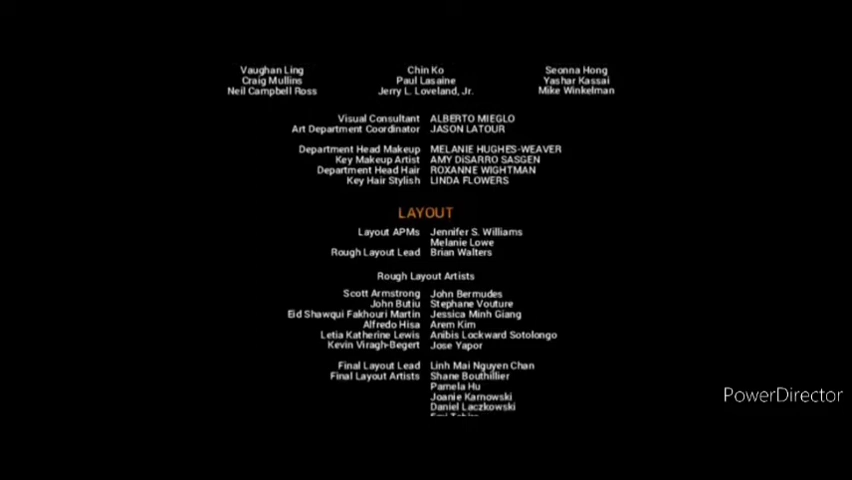 Vaughan Ling Chin Ko Seonna Hong
Craig Mullins Paul Lasaine Yashar Kassai
Neil Campbell Ross Jerry L. Loveland, Jr. Mike Winkelman
Visual Consultant ALBERTO MIEGLO
Art Department Coordinator JASON LATOUR
Department Head Makeup MELANIE HUGHES-WEAVER
Key Makeup Artist AMY DiSARRO SASGEN
Department Head Hair ROXANNE WIGHTMAN
Key Hair Stylish LINDA FLOWERS
LAYOUT
Layout APMs Jennifer S. Williams
Melanie Lowe
Rough Layout Lead Brian Walters
Rough Layout Artists
Scott Armstrong John Bermudes
John Butiu Stephane Vouture
Eid Shawqui Fakhouri Martin Jessica Minh Giang
Alfredo Hisa Arem Kim
Letia Katherine Lewis Anibis Lockward Sotolongo
Kevin Viragh-Begert Jose Yapor
Final Layout Lead Linh Mai Nguyen Chan
Final Layout Artists Shane Bouthillier
Pamela Hu
Joanie Karnowski
Daniel Laczkowski
PowerDirector